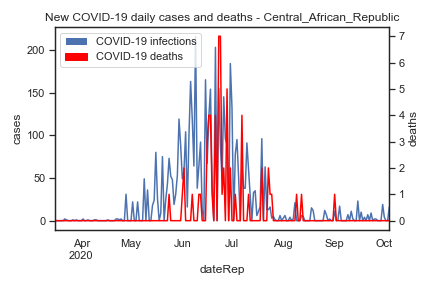 New COVID-19 daily cases and deaths - Central_African_Republic
COVID-19 infections
COVID-19 deaths
200
150
100
50
0
cases
7
6
5
4
3
2
1
0
deaths
Apr
2020
May
Jun
Jul
Aug
Sep
Oct
dateRep